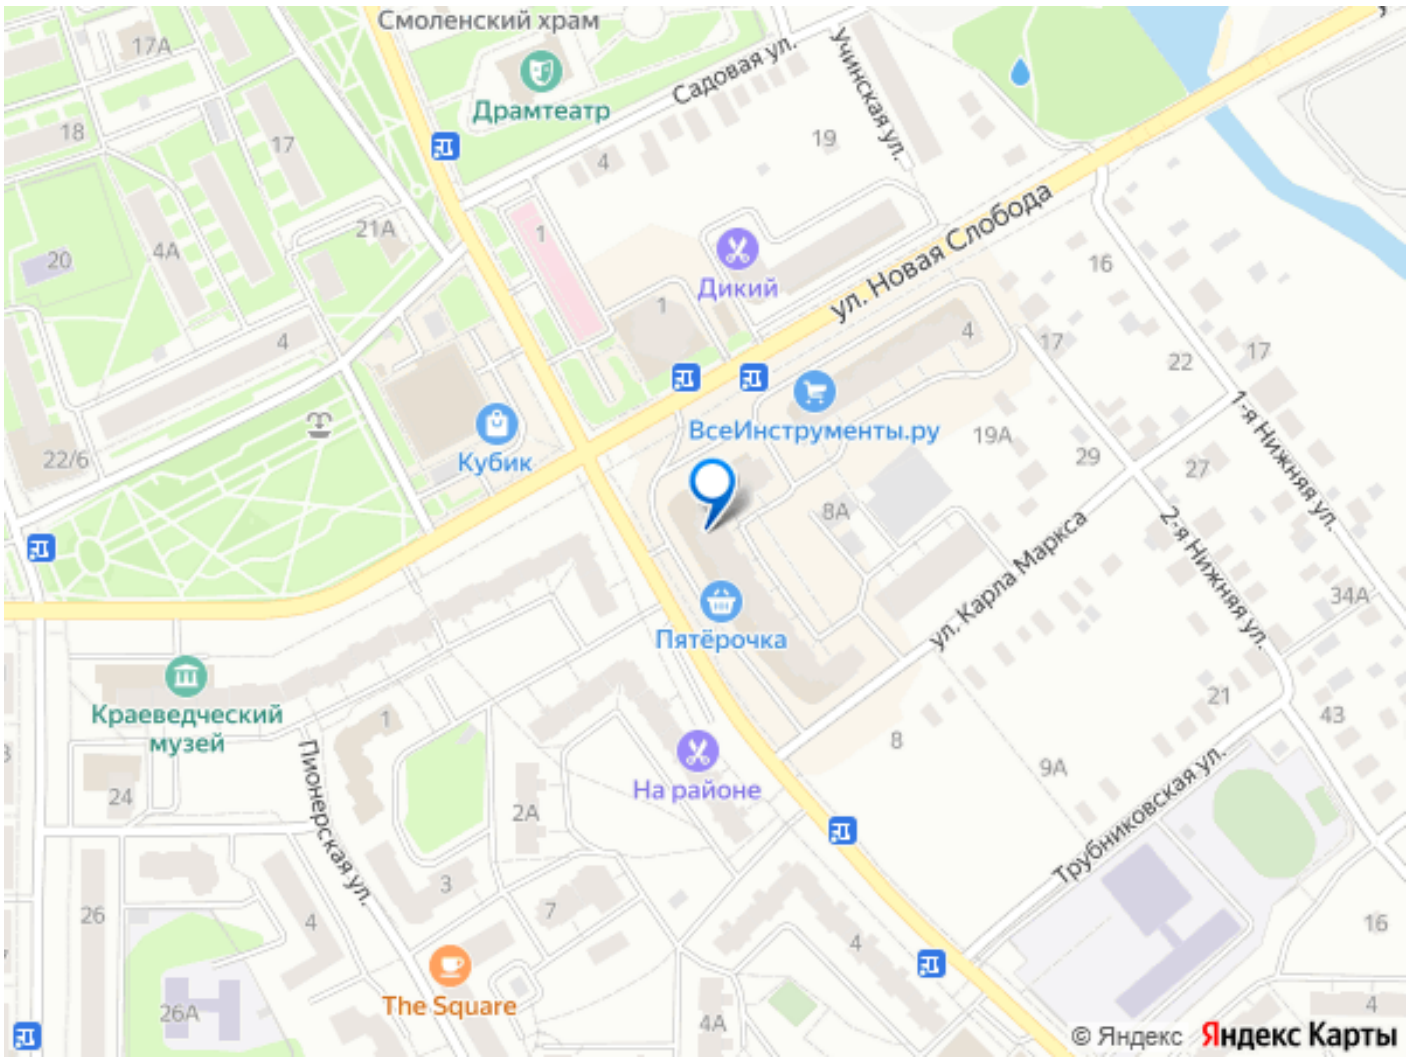 Смоленский храм
17А
Драмтеатр
Садовая ул.
Учинская ул.
18
17
4
19
21А
1
20
4А
Дикий
ул. Новая Слобода
16
1
4
4
17
22
17
ВсеИнструменты.ру
Кубик
22/6
19А
29
27
1-я Нижняя ул.
8А
2-я Нижняя ул.
ул. Карла Маркса
34А
Пятёрочка
Краеведческий
музей
1
21
43
8
9А
На районе
Пионерская ул.
24
2А
Трубниковская ул.
3
26
4
7
4
16
The Square
26А
4А
4
© Яндекс Яндекс Карты